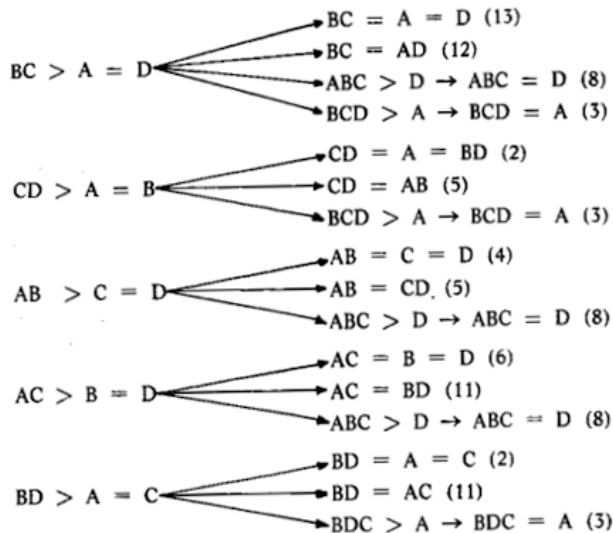 BC = A = D (13)
BC = AD (12)
BC > A = D
ABC > D → ABC = D (8)
BCD > A → BCD = A (3)
CD = A = BD (2)
CD > A = B
CD = AB (5)
BCD > A → BCD = A (3)
AB = C = D (4)
AB > C = D
AB = CD. (5)
ABC > D → ABC = D (8)
AC = B = D (6)
AC > B = D
AC = BD (11)
ABC > D → ABC = D (8)
BD = A = C (2)
BD > A = C
BD = AC (11)
BDC > A → BDC = A (3)